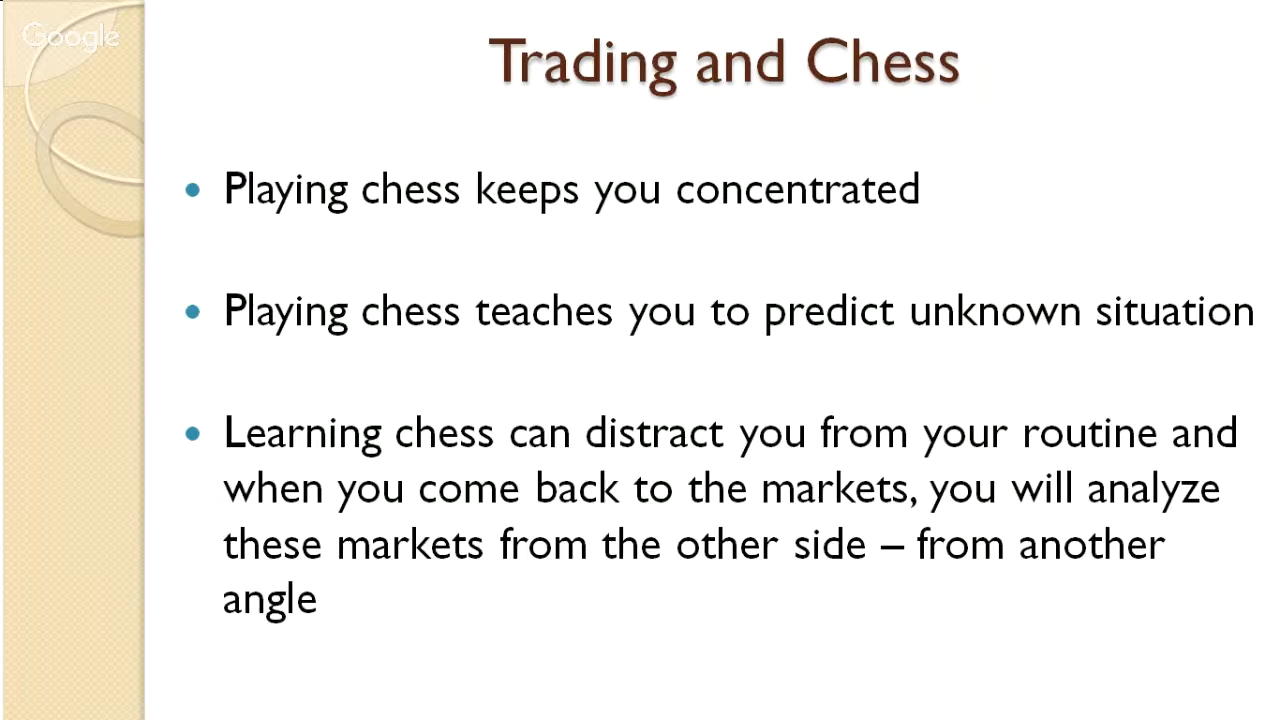 Google
Trading and Chess
• Playing chess keeps you concentrated
• Playing chess teaches you to predict unknown situation
• Learning chess can distract you from your routine and
when you come back to the markets, you will analyze
these markets from the other side – from another
angle